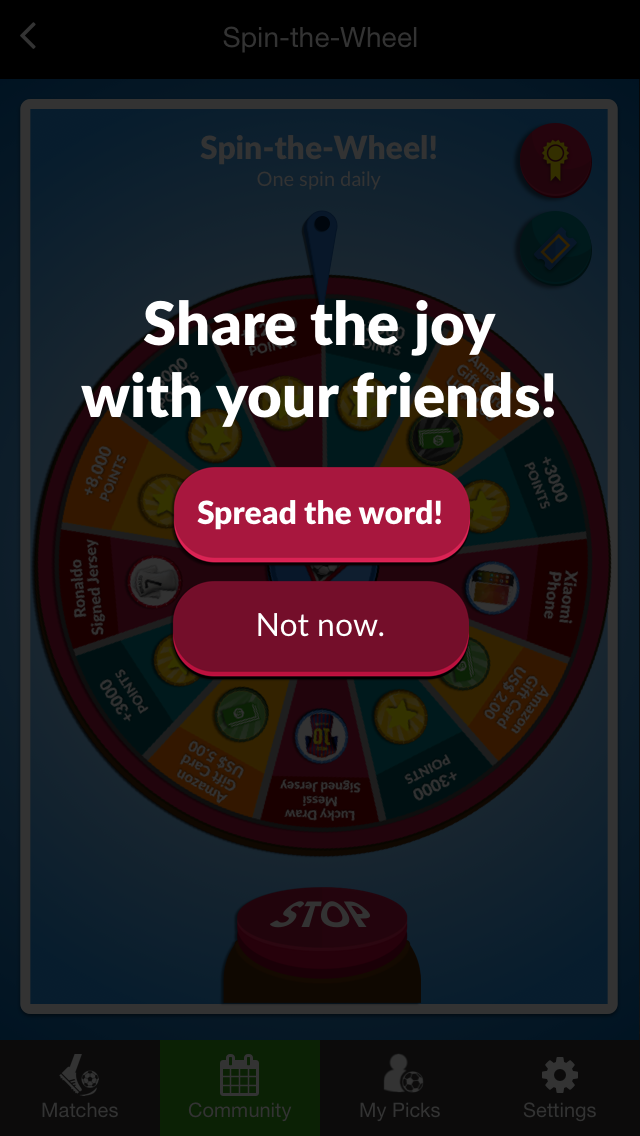 Spin-the-Wheel
Spin-the-Wheel!
One spin daily
Share the joy
with your friends!
Spread the word!
Not now.
POINTS
+8,000
POINTS
+3000
POINTS
Ronaldo
Signed Jersey
Xiaomi
Phone
+3000
POINTS
Amazon
Gift Card
US$ 2.00
Amazon
Gift Card
US$ 5.00
Lucky Draw
Messi
Signed Jersey
+3000
POINTS
STOP
Matches
Community
My Picks
Settings